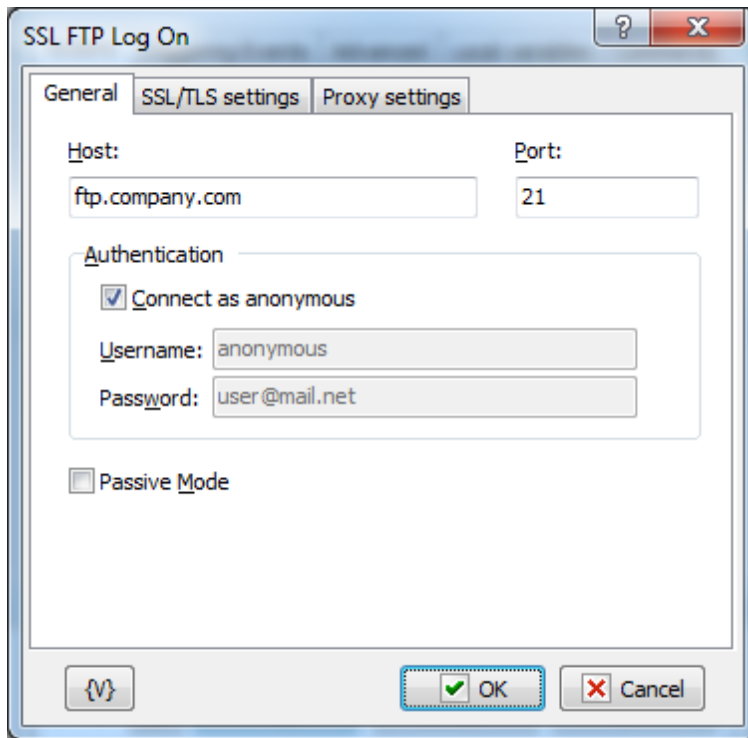 SSL FTP Log On
General SSL/TLS settings Proxy settings
Host: Port:
ftp.company.com 21
Authentication
Connect as anonymous
Username: anonymous
Password: user@mail.net
Passive Mode
{V} OK Cancel